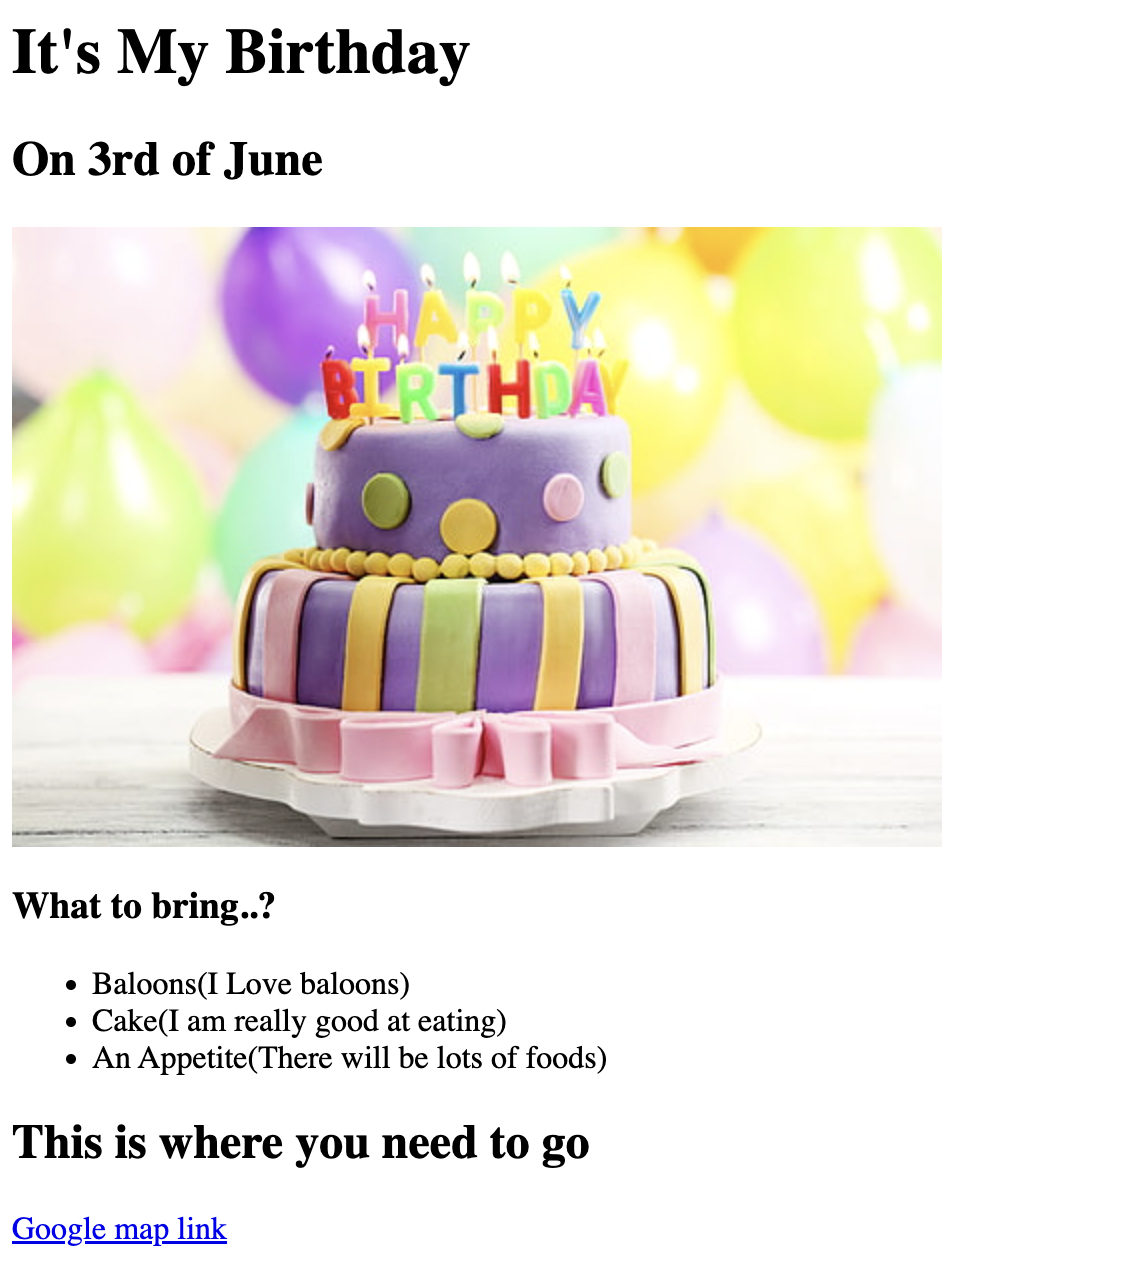 It's My Birthday
On 3rd of June
HAPPY
BIRTHDAY
What to bring..?
Baloons(I Love baloons)
Cake(I am really good at eating)
An Appetite(There will be lots of foods)
This is where you need to go
Google map link